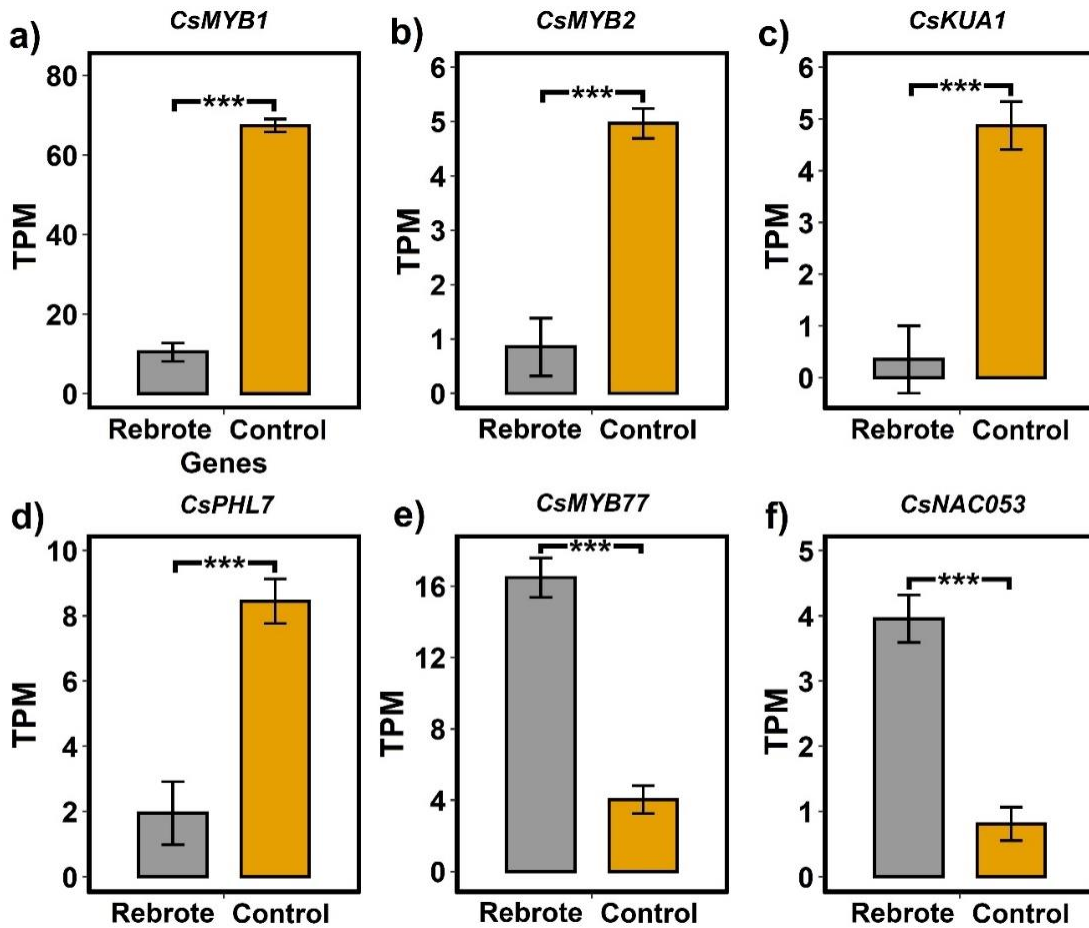 a)
CsMYB1
TPM
80
60
40
20
0
***
Rebrote Control
Genes
b)
CsMYB2
TPM
6
5
4
3
2
1
0
***
Rebrote Control
c)
CsKUA1
TPM
6
5
4
3
2
1
0
***
Rebrote Control
d)
CsPHL7
TPM
10
8
6
4
2
0
***
Rebrote Control
e)
CsMYB77
TPM
16
12
8
4
0
***
Rebrote Control
f)
CsNAC053
TPM
5
4
3
2
1
0
***
Rebrote Control